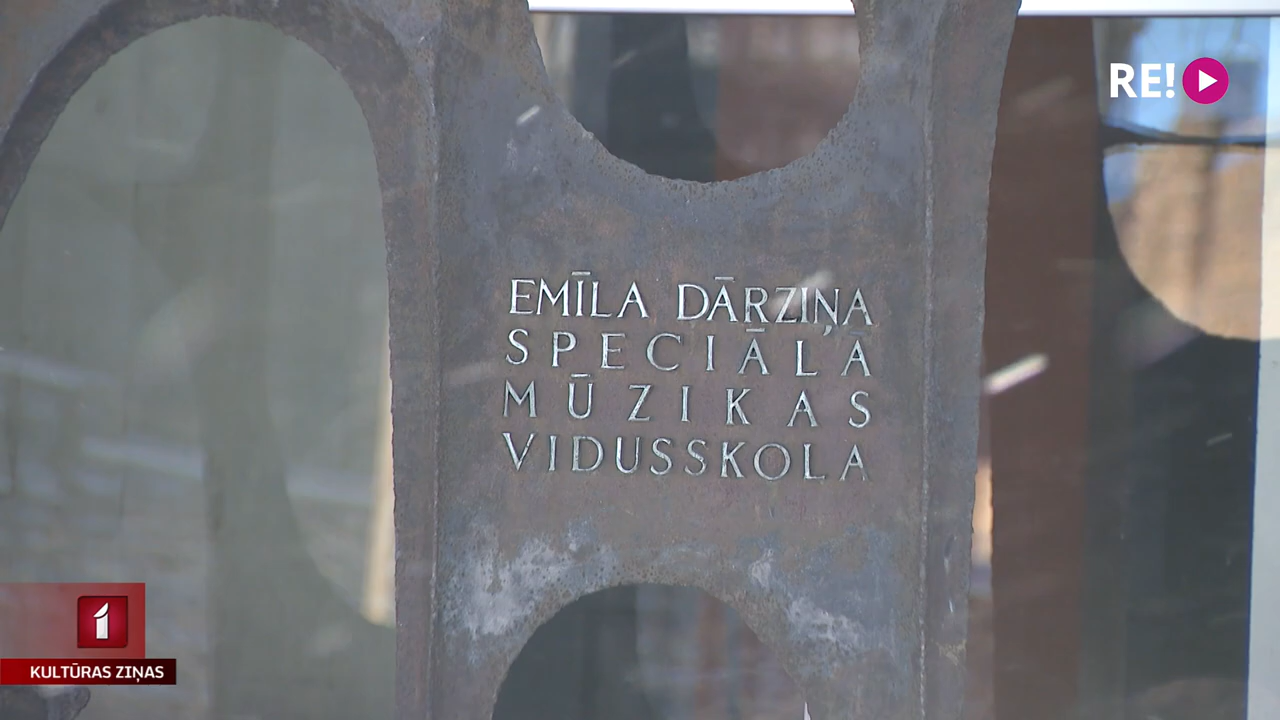 RE!
EMĪLA DĀRZIŅA
SPECIĀLĀ
MŪZIKAS
VIDUSSKOLA
1
KULTŪRAS ZIŅAS